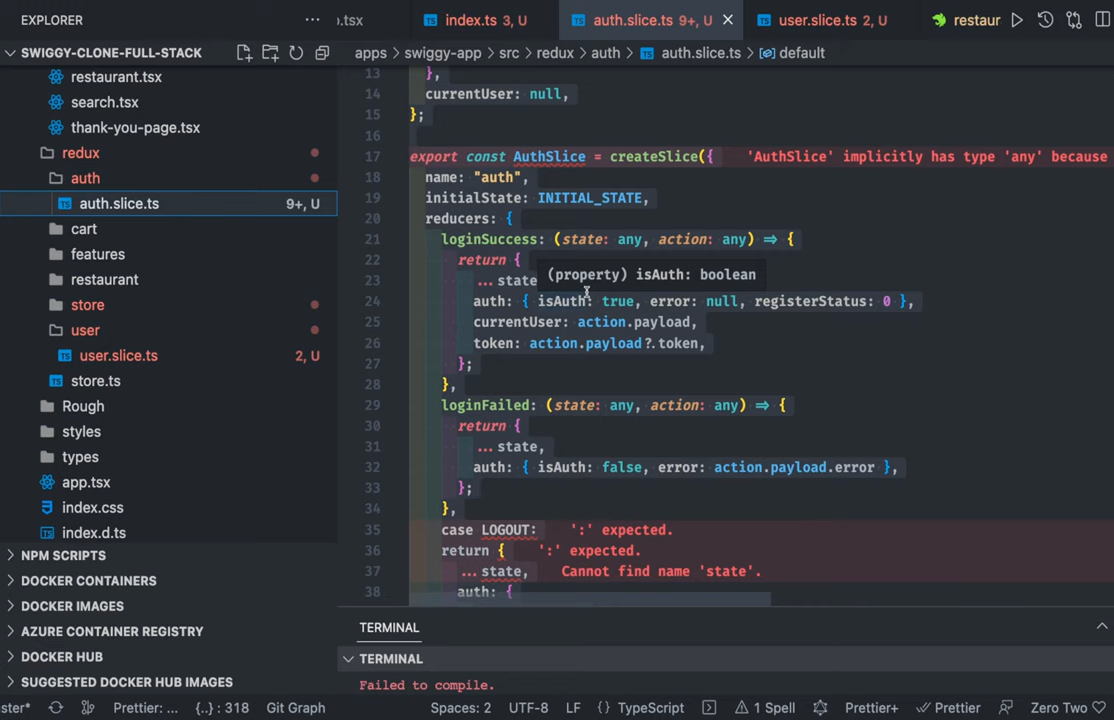 EXPLORER
SWIGGY-CLONE-FULL-STACK
restaurant.tsx
search.tsx
thank-you-page.tsx
redux
auth
auth.slice.ts 9+, U
cart
features
restaurant
store
user
user.slice.ts 2, U
store.ts
Rough
styles
types
app.tsx
index.css
index.d.ts
NPM SCRIPTS
DOCKER CONTAINERS
DOCKER IMAGES
AZURE CONTAINER REGISTRY
DOCKER HUB
SUGGESTED DOCKER HUB IMAGES
o.tsx index.ts 3, U auth.slice.ts 9+, U user.slice.ts 2, U restaur
apps > swiggy-app > src > redux > auth > auth.slice.ts > default
13 },
14 currentUser: null,
15 };
16
17 export const AuthSlice = createSlice({ 'AuthSlice' implicitly has type 'any' because
18 name: "auth",
19 initialState: INITIAL_STATE,
20 reducers: {
21 loginSuccess: (state: any, action: any) => {
22 return {
23 ...state
(property) isAuth: boolean
24 auth: { isAuth: true, error: null, registerStatus: 0 },
25 currentUser: action.payload,
26 token: action.payload?.token,
27 };
28 },
29 loginFailed: (state: any, action: any) => {
30 return {
31 ...state,
32 auth: { isAuth: false, error: action.payload.error },
33 };
34 },
35 case LOGOUT: ':' expected.
36 return { ':' expected.
37 ...state, Cannot find name 'state'.
38 auth: {
TERMINAL
TERMINAL
Failed to compile.
ster* Prettier: ... {..} : 318 Git Graph Spaces: 2 UTF-8 LF {} TypeScript 1 Spell Prettier+ Prettier Zero Two